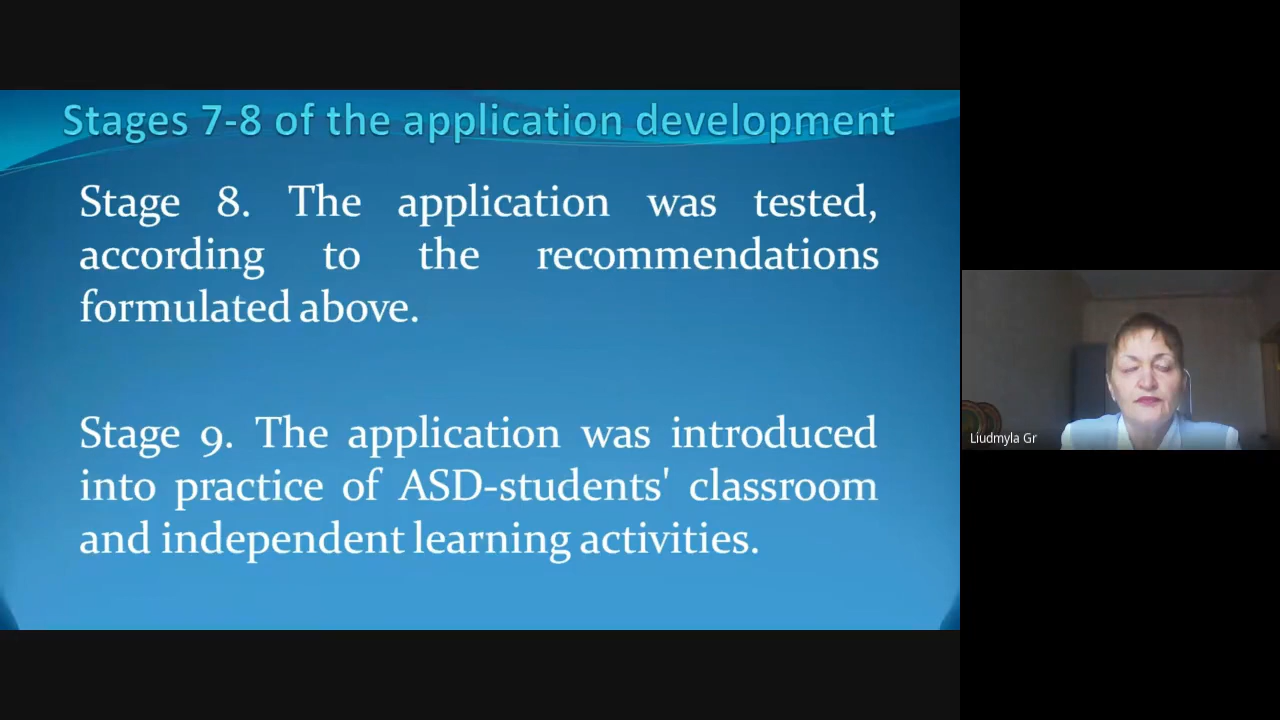 Stages 7-8 of the application development
Stage 8. The application was tested,
according to the recommendations
formulated above.
Stage 9. The application was introduced
into practice of ASD-students' classroom
and independent learning activities.
Liudmyla Gr